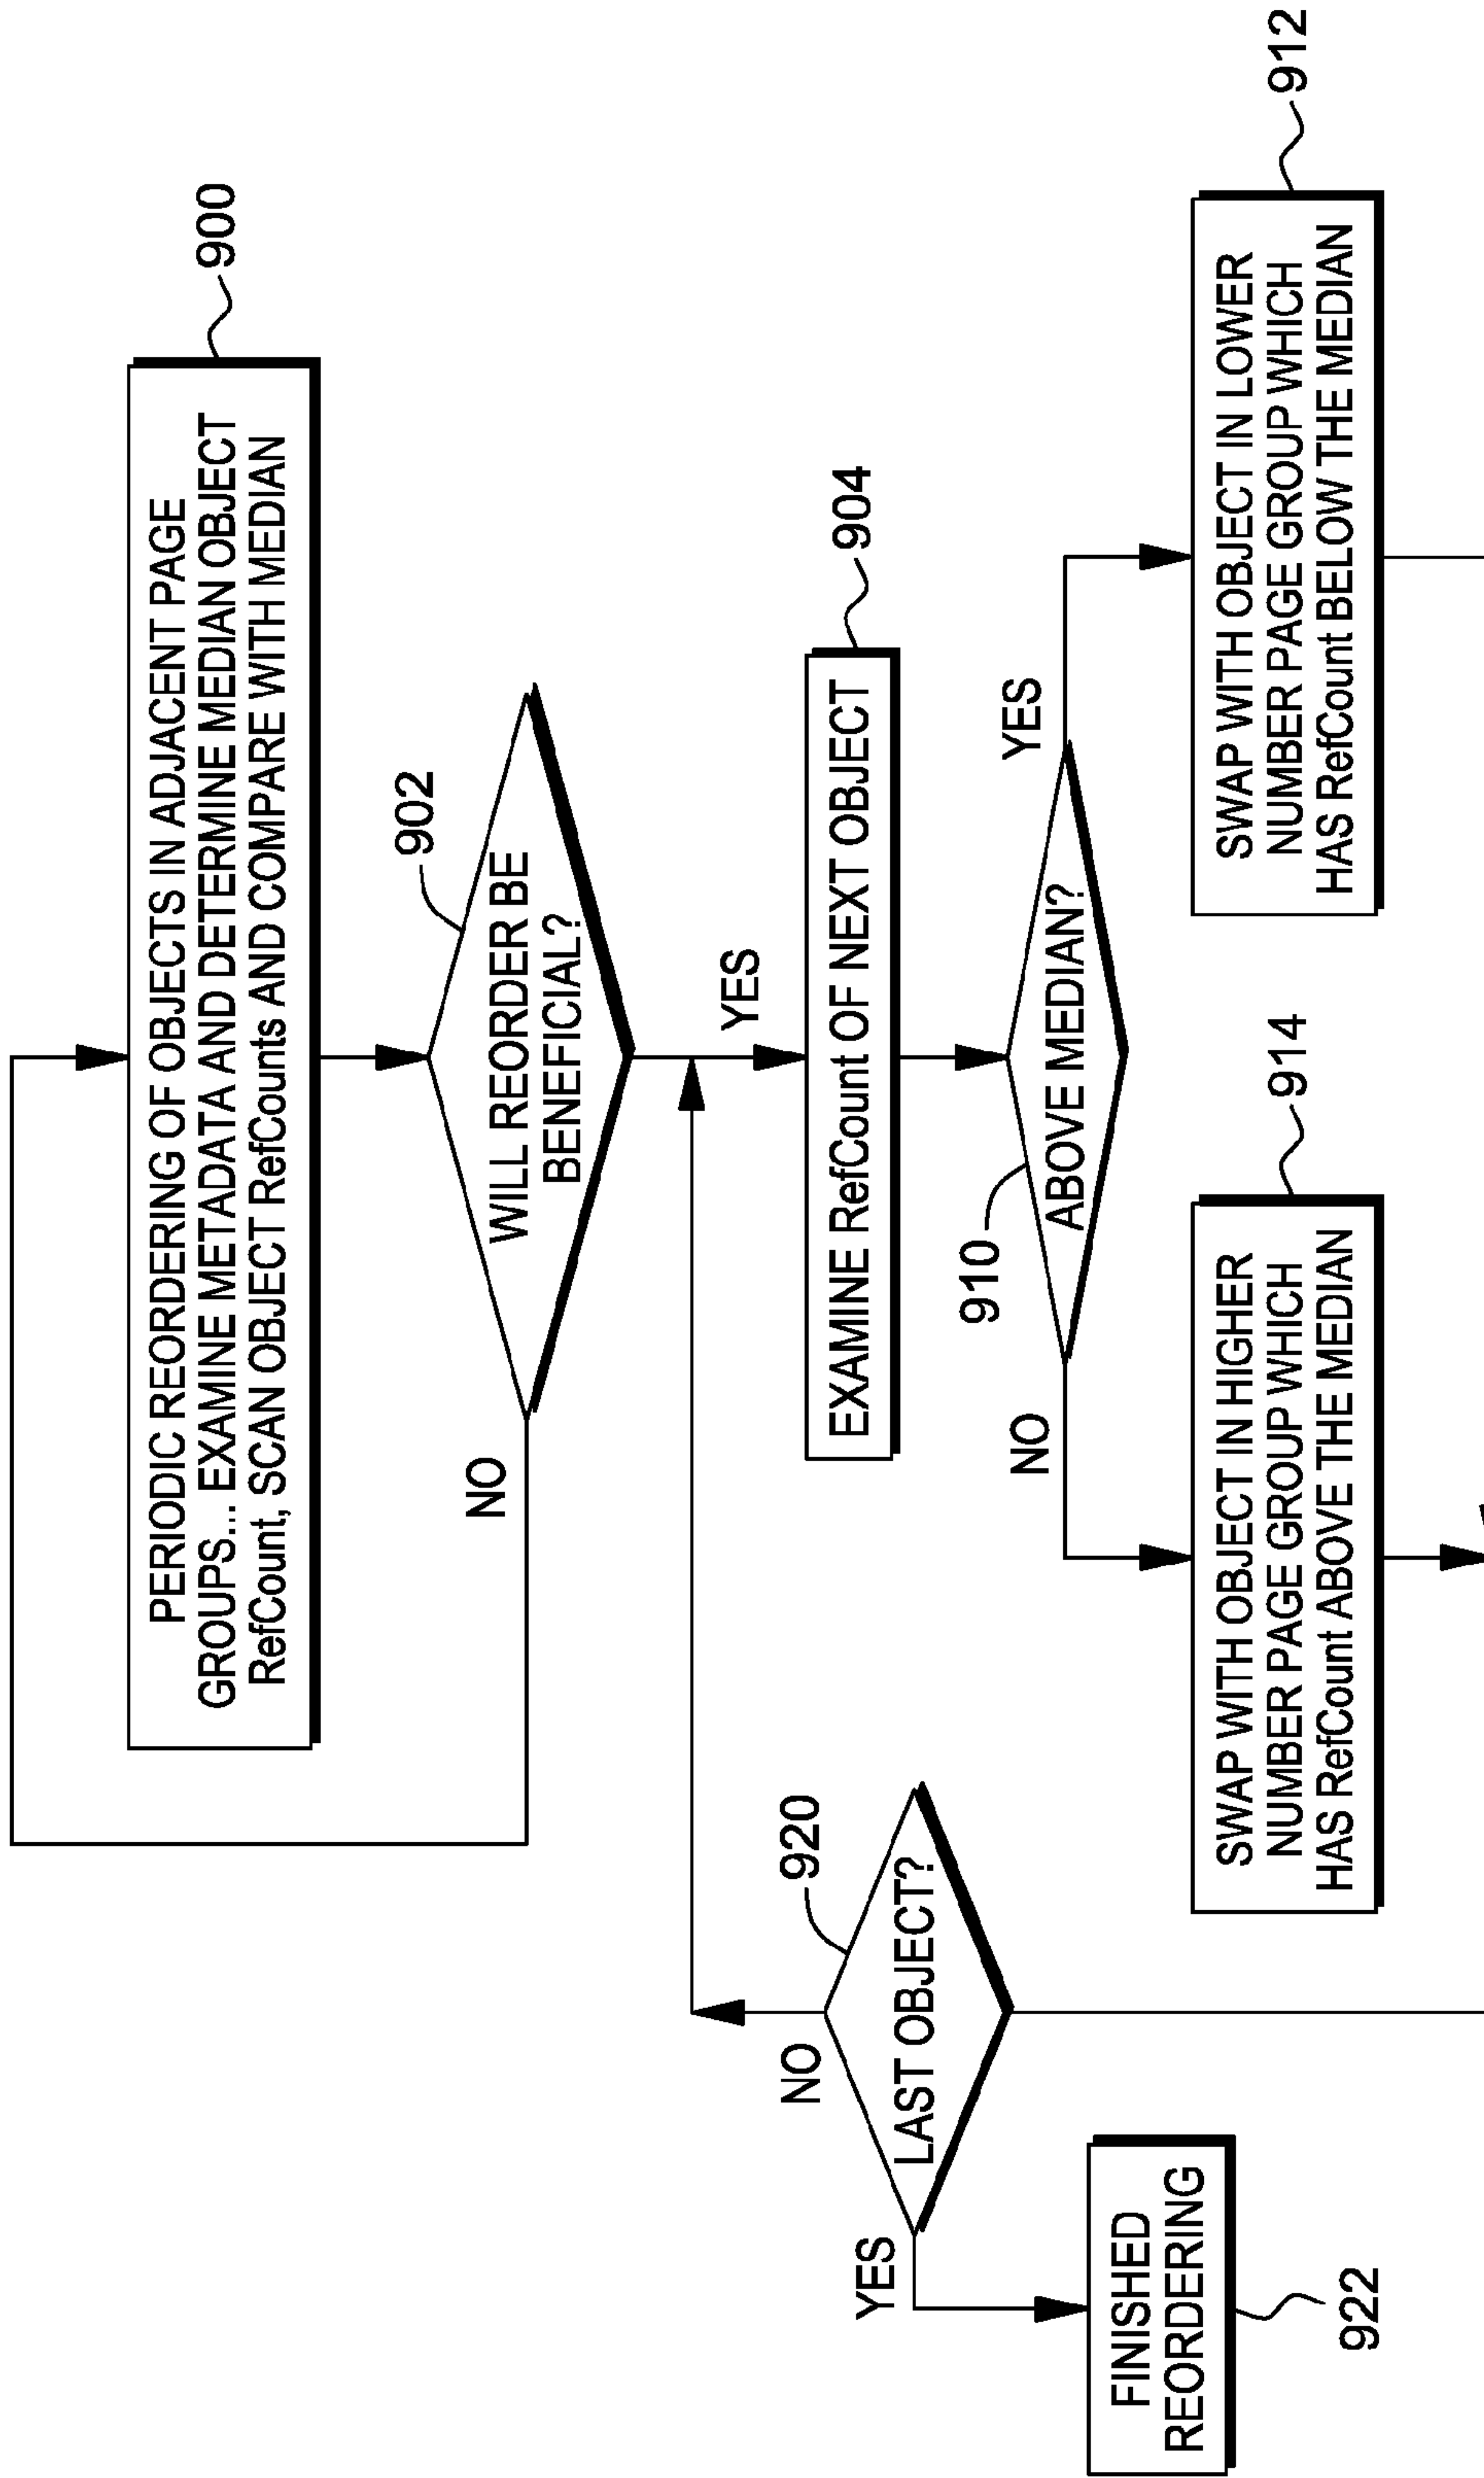 PERIODIC REORDERING OF OBJECTS IN ADJACENT PAGE
GROUPS... EXAMINE METADATA AND DETERMINE MEDIAN OBJECT
RefCount, SCAN OBJECT RefCounts AND COMPARE WITH MEDIAN
900
902
WILL REORDER BE
BENEFICIAL?
NO
YES
EXAMINE RefCount OF NEXT OBJECT
904
910
ABOVE MEDIAN?
NO
YES
SWAP WITH OBJECT IN HIGHER
NUMBER PAGE GROUP WHICH
HAS RefCount ABOVE THE MEDIAN
914
SWAP WITH OBJECT IN LOWER
NUMBER PAGE GROUP WHICH
HAS RefCount BELOW THE MEDIAN
912
920
LAST OBJECT?
NO
YES
FINISHED
REORDERING
922